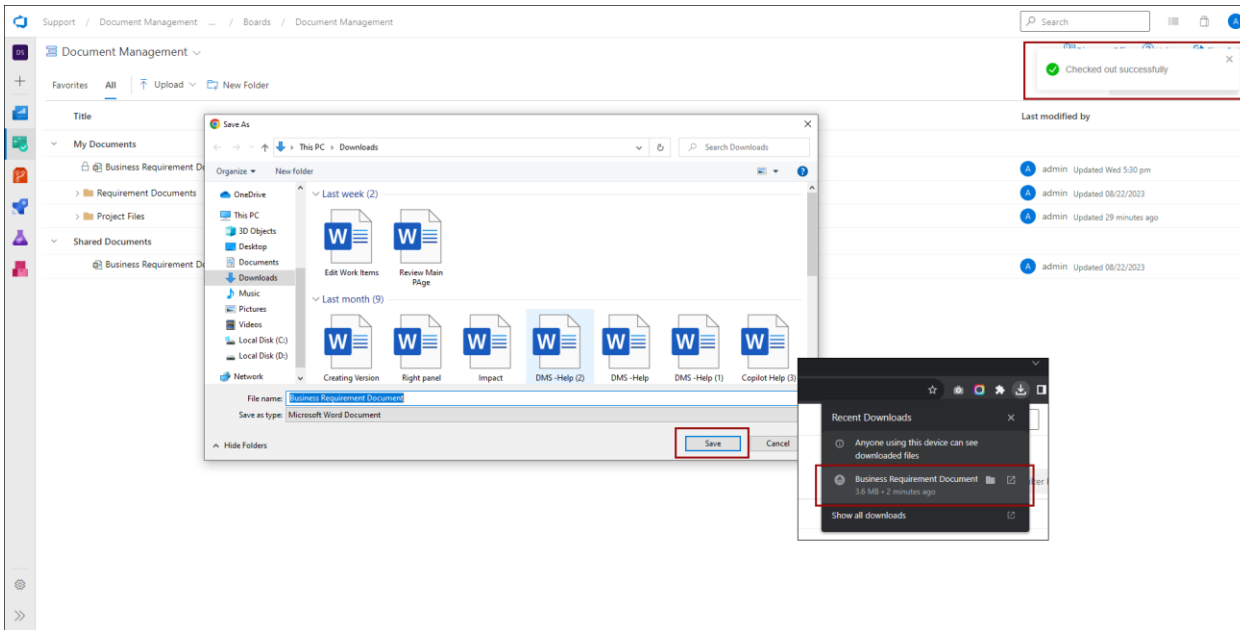 Support / Document Management ... / Boards / Document Management
Search
A
DS
Document Management
Checked out successfully
Favorites All Upload New Folder
Title
Last modified by
My Documents
Business Requirement
A admin Updated Wed 5:30 pm
Requirement Documents
A admin Updated 08/22/2023
Project Files
A admin Updated 29 minutes ago
Shared Documents
Business Requirement
A admin Updated 08/22/2023
Save As
This PC > Downloads
Search Downloads
Organize New folder
OneDrive
This PC
3D Objects
Desktop
Documents
Downloads
Music
Pictures
Videos
Local Disk (C:)
Local Disk (D:)
Network
Last week (2)
Edit Work Items
Review Main PAge
Last month (9)
Creating Version
Right panel
Impact
DMS -Help (2)
DMS -Help
DMS -Help (1)
Copilot Help (3)
File name: Business Requirement Document
Save as type: Microsoft Word Document
Hide Folders
Save
Cancel
Recent Downloads
Anyone using this device can see
downloaded files
Business Requirement Document
3.6 MB • 2 minutes ago
Show all downloads